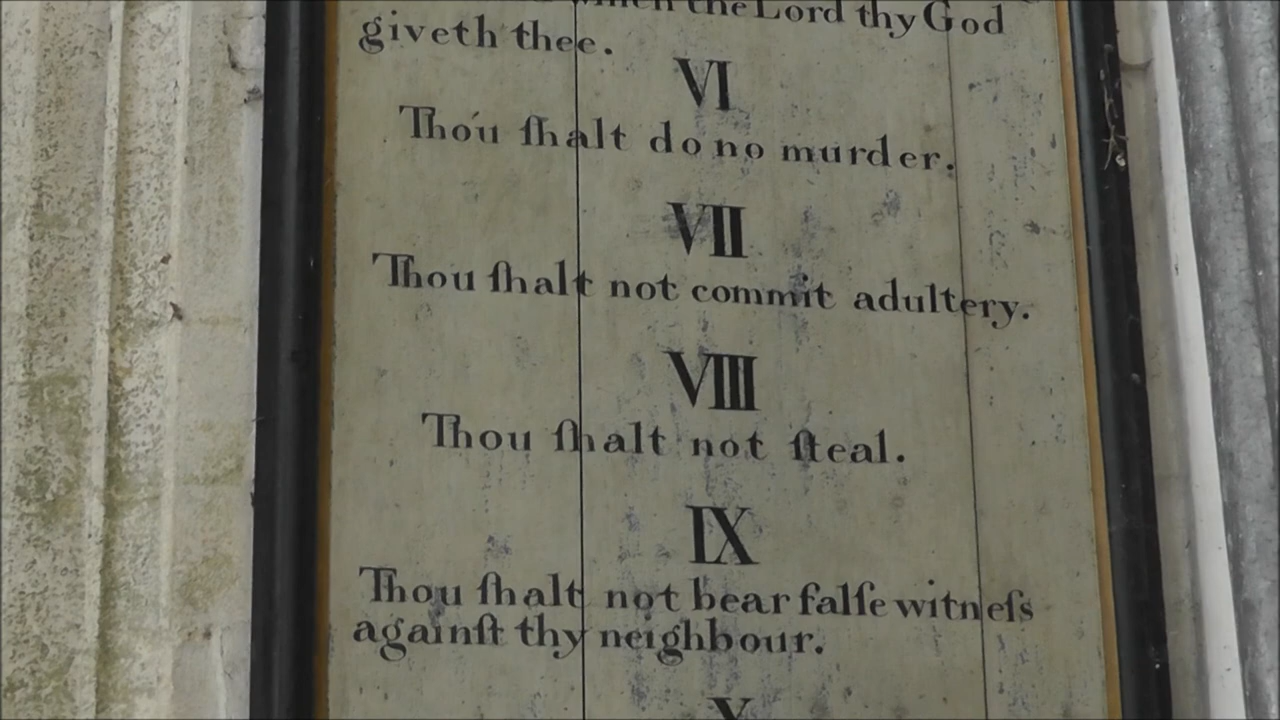 which the Lord thy God
giveth thee.
VI
Thou ſhalt do no murder.
VII
Thou ſhalt not commit adultery.
VIII
Thou ſhalt not ſteal.
IX
Thou ſhalt not bear falſe witneſs
againſt thy neighbour.
X